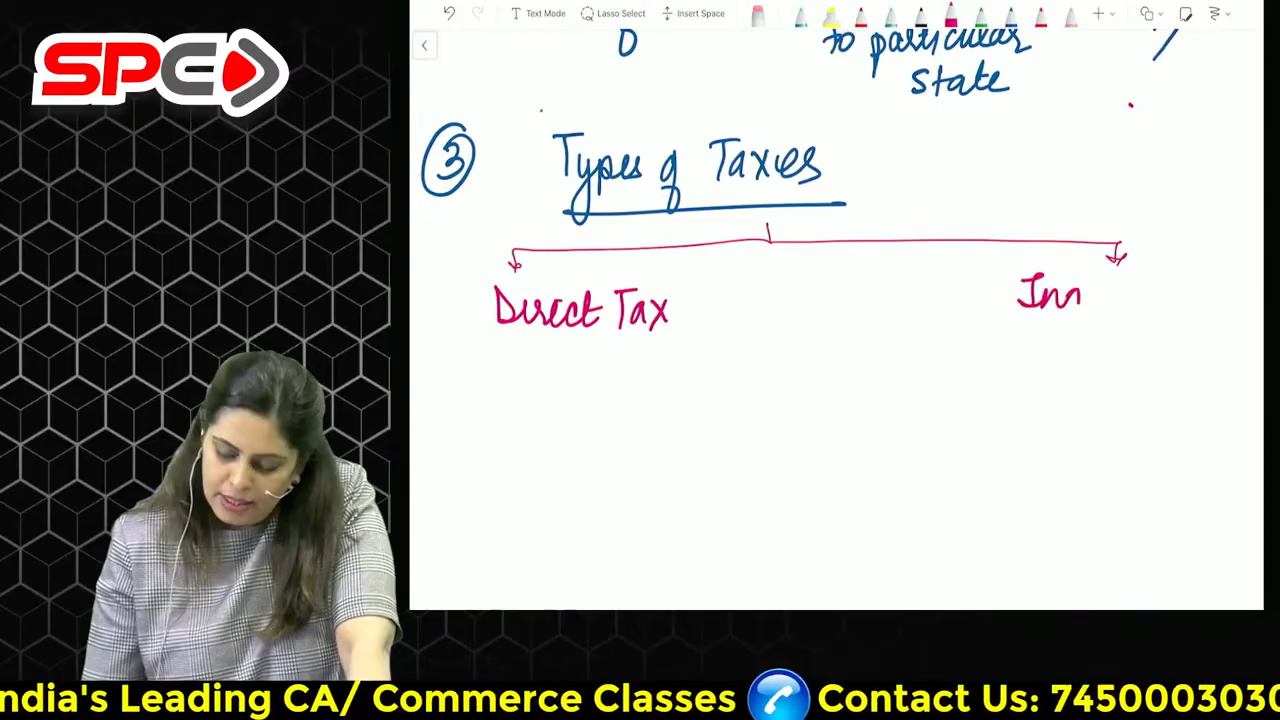 Text Mode Lasso Select Insert Space
SPE
to particular
state
3 Types of Taxes
Direct Tax
Inn
ndia's Leading CA/ Commerce Classes Contact Us: 7450003030